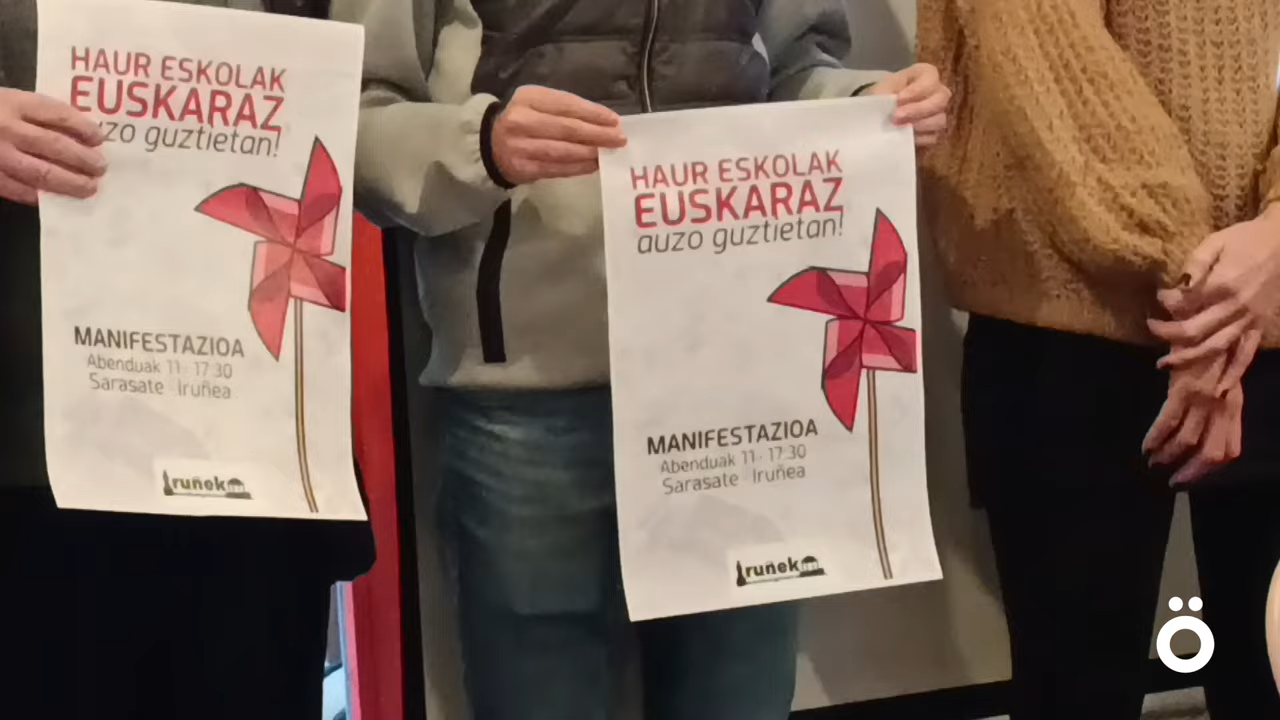 HAUR ESKOLAK
EUSKARAZ
auzo guztietan!
MANIFESTAZIOA
Abenduak 11 - 17:30
Sarasate - Iruñea
Iruñek
HAUR ESKOLAK
EUSKARAZ
auzo guztietan!
MANIFESTAZIOA
Abenduak 11 - 17:30
Sarasate - Iruñea
Iruñek
Ö